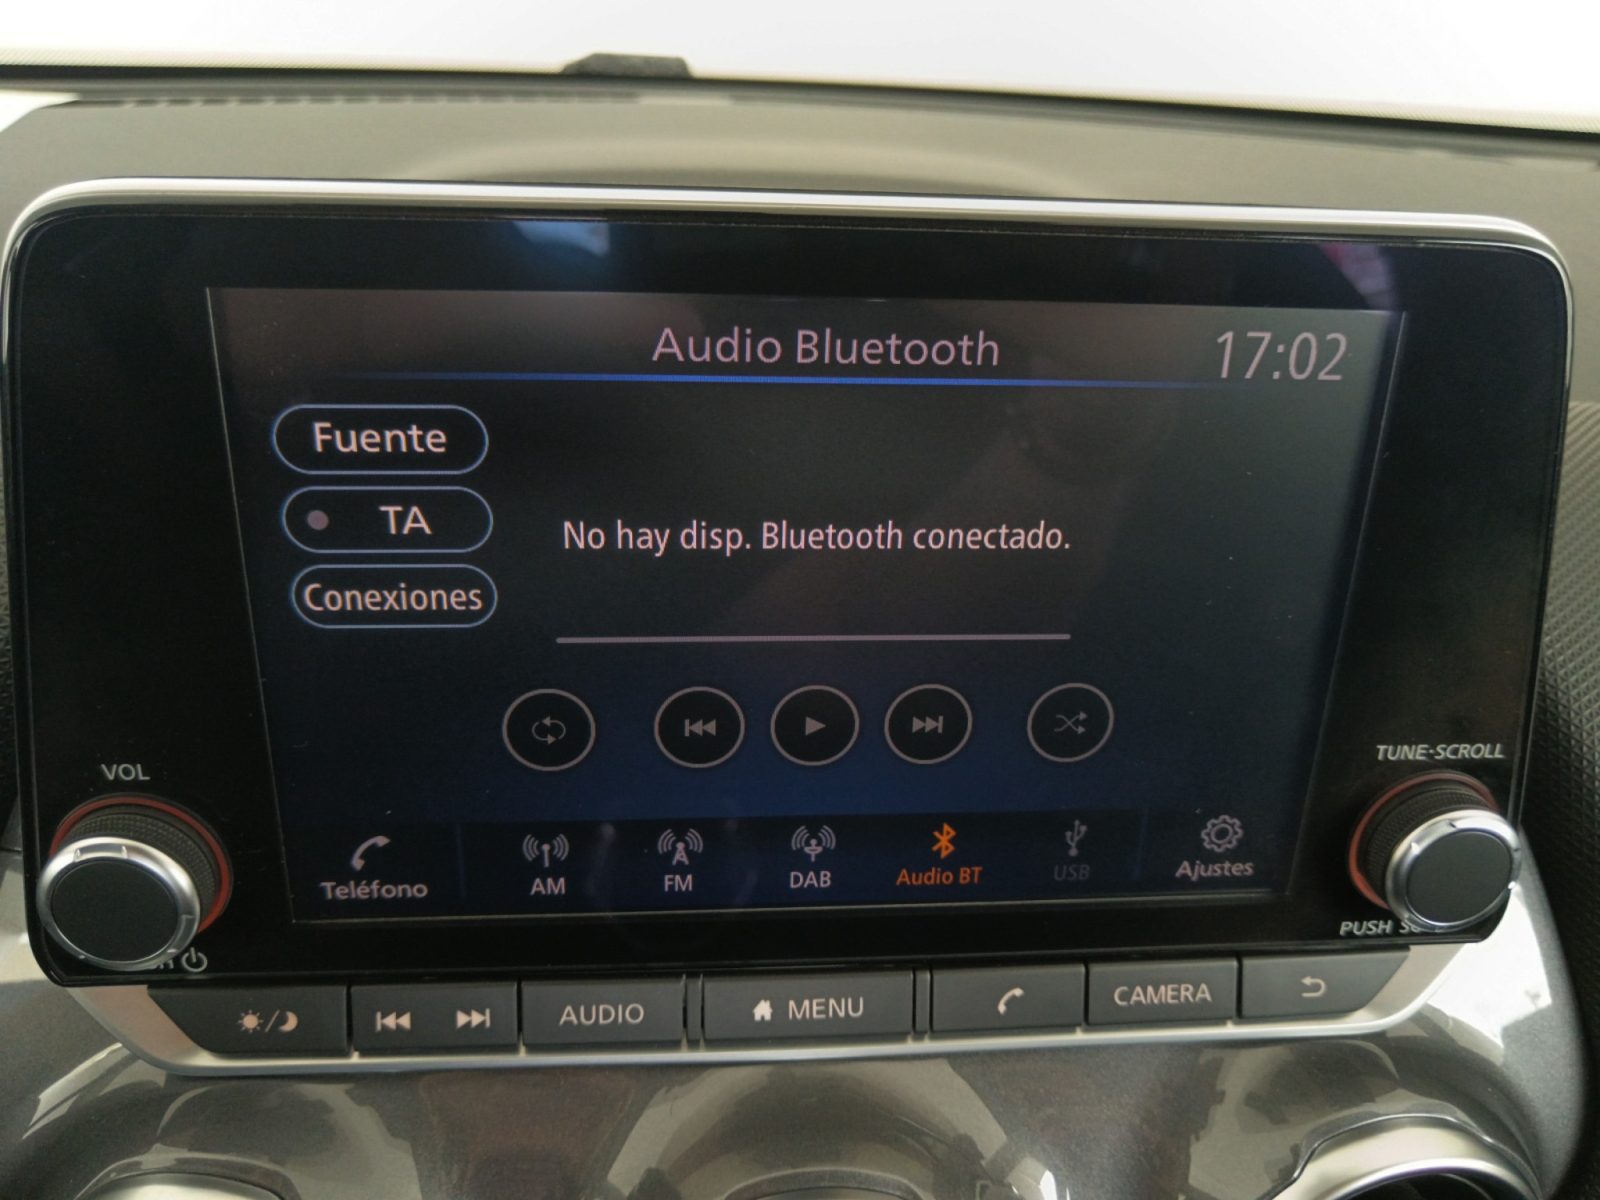 Audio Bluetooth
17:02
Fuente
TA
Conexiones
No hay disp. Bluetooth conectado.
VOL
TUNE·SCROLL
Teléfono
AM
FM
DAB
Audio BT
USB
Ajustes
PUSH
AUDIO
MENU
CAMERA